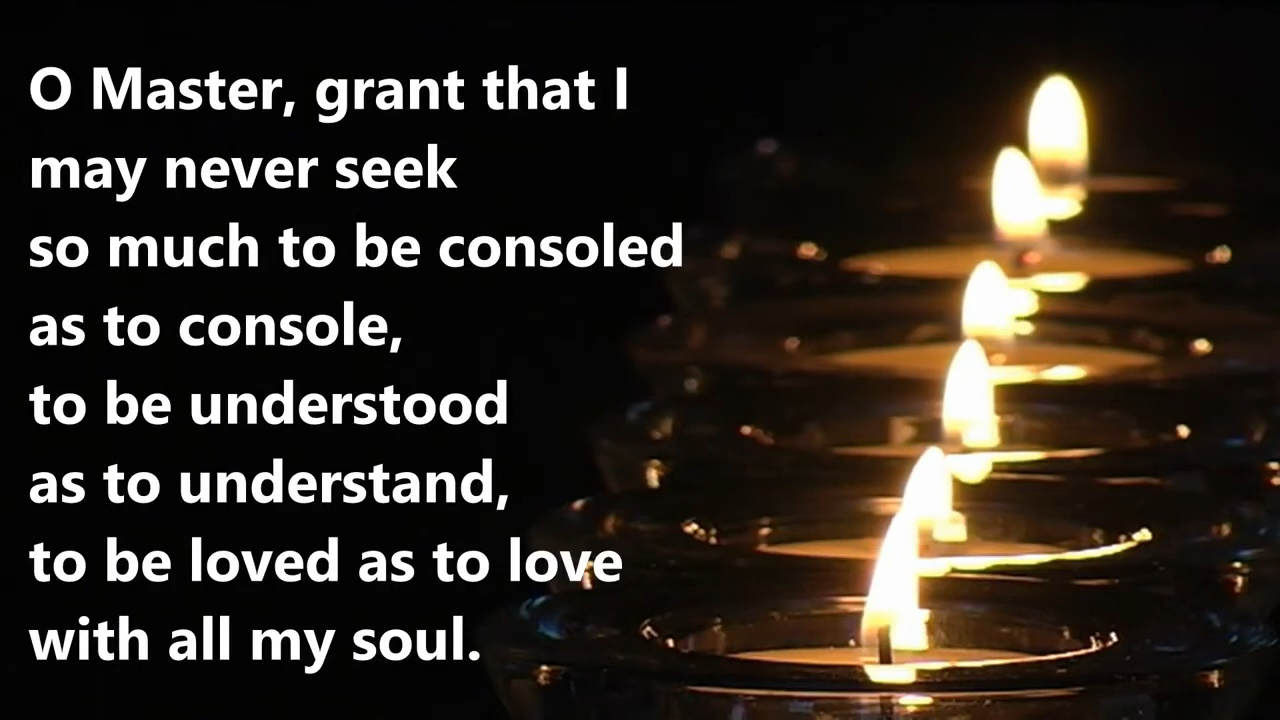 O Master, grant that I
may never seek
so much to be consoled
as to console,
to be understood
as to understand,
to be loved as to love
with all my soul.